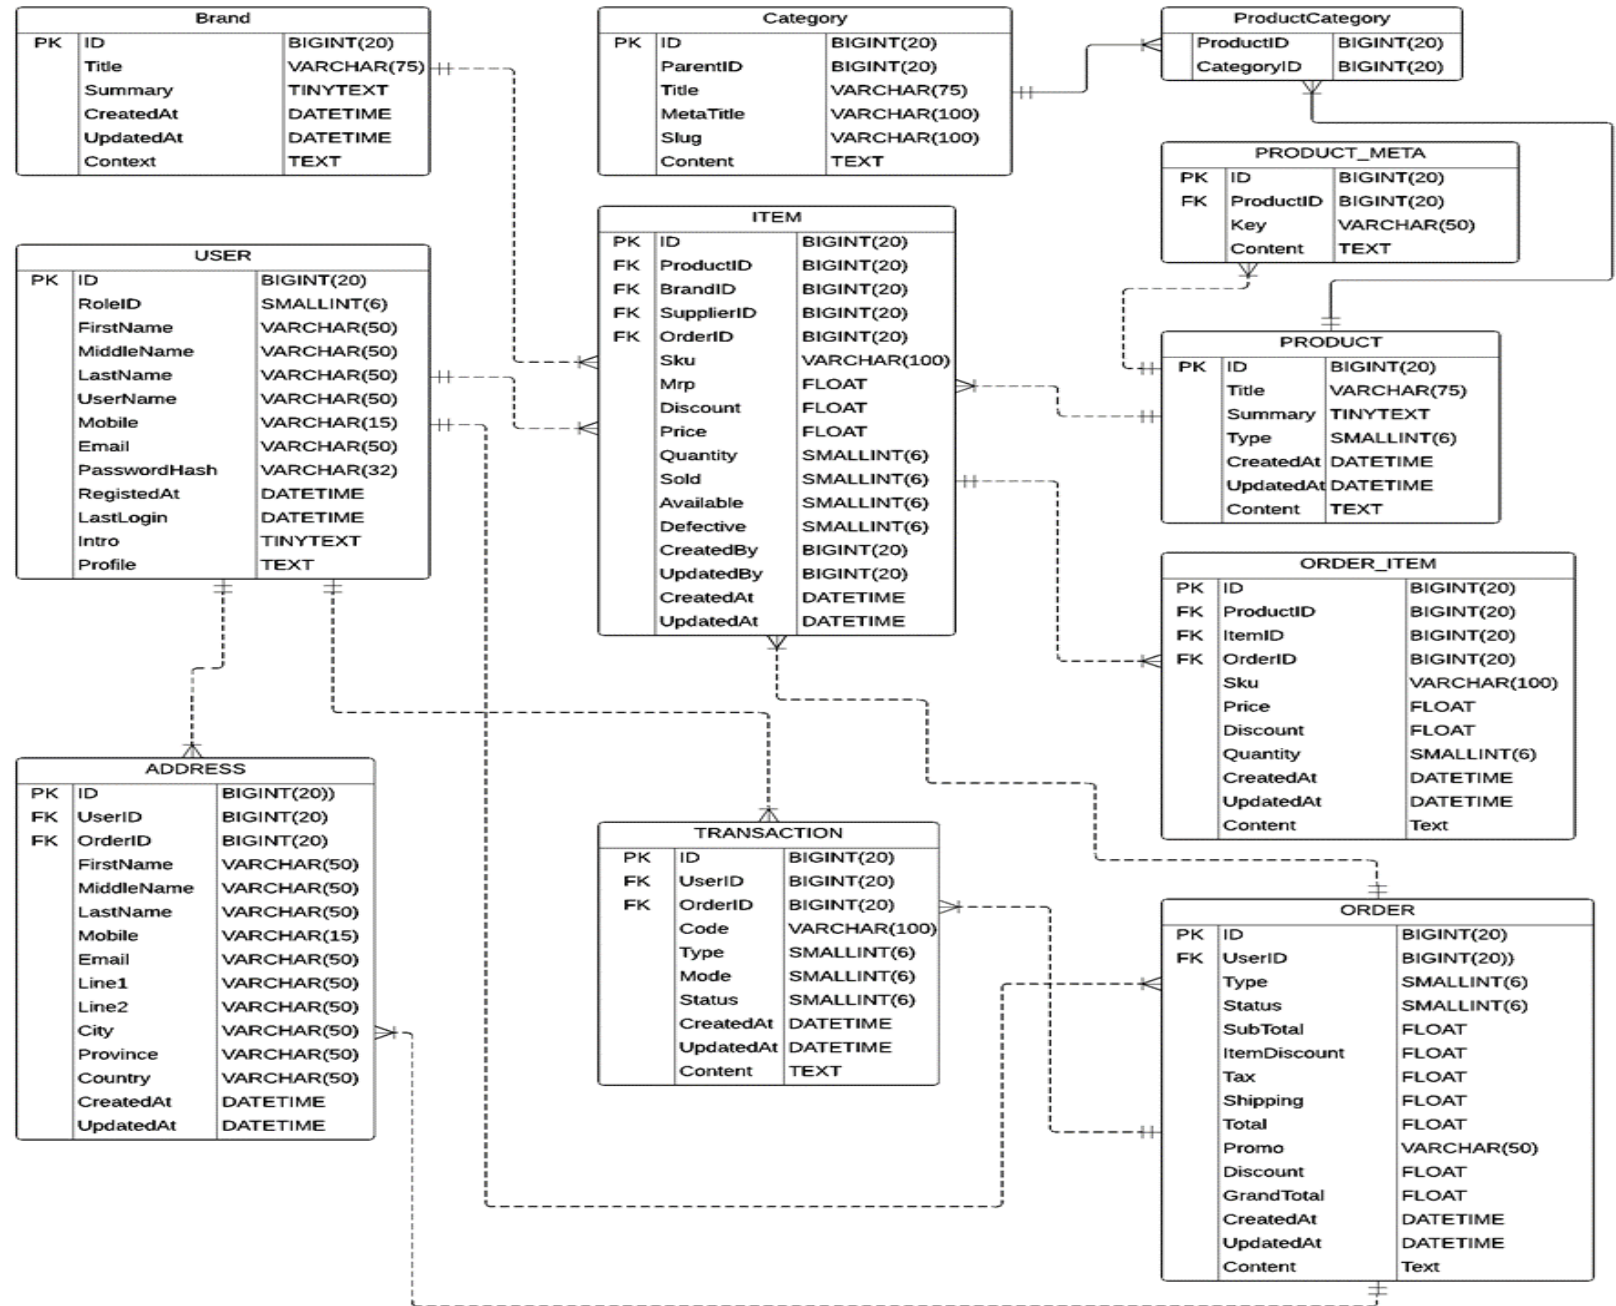 Brand
PK ID BIGINT(20)
Title VARCHAR(75)
Summary TINYTEXT
CreatedAt DATETIME
UpdatedAt DATETIME
Context TEXT
Category
PK ID BIGINT(20)
ParentID BIGINT(20)
Title VARCHAR(75)
MetaTitle VARCHAR(100)
Slug VARCHAR(100)
Content TEXT
ProductCategory
ProductID BIGINT(20)
CategoryID BIGINT(20)
PRODUCT_META
PK ID BIGINT(20)
FK ProductID BIGINT(20)
Key VARCHAR(50)
Content TEXT
USER
PK ID BIGINT(20)
RoleID SMALLINT(6)
FirstName VARCHAR(50)
MiddleName VARCHAR(50)
LastName VARCHAR(50)
UserName VARCHAR(50)
Mobile VARCHAR(15)
Email VARCHAR(50)
PasswordHash VARCHAR(32)
RegistedAt DATETIME
LastLogin DATETIME
Intro TINYTEXT
Profile TEXT
ITEM
PK ID BIGINT(20)
FK ProductID BIGINT(20)
FK BrandID BIGINT(20)
FK SupplierID BIGINT(20)
FK OrderID BIGINT(20)
Sku VARCHAR(100)
Mrp FLOAT
Discount FLOAT
Price FLOAT
Quantity SMALLINT(6)
Sold SMALLINT(6)
Available SMALLINT(6)
Defective SMALLINT(6)
CreatedBy BIGINT(20)
UpdatedBy BIGINT(20)
CreatedAt DATETIME
UpdatedAt DATETIME
PRODUCT
PK ID BIGINT(20)
Title VARCHAR(75)
Summary TINYTEXT
Type SMALLINT(6)
CreatedAt DATETIME
UpdatedAt DATETIME
Content TEXT
ORDER_ITEM
PK ID BIGINT(20)
FK ProductID BIGINT(20)
FK ItemID BIGINT(20)
FK OrderID BIGINT(20)
Sku VARCHAR(100)
Price FLOAT
Discount FLOAT
Quantity SMALLINT(6)
CreatedAt DATETIME
UpdatedAt DATETIME
Content Text
ADDRESS
PK ID BIGINT(20))
FK UserID BIGINT(20)
FK OrderID BIGINT(20)
FirstName VARCHAR(50)
MiddleName VARCHAR(50)
LastName VARCHAR(50)
Mobile VARCHAR(15)
Email VARCHAR(50)
Line1 VARCHAR(50)
Line2 VARCHAR(50)
City VARCHAR(50)
Province VARCHAR(50)
Country VARCHAR(50)
CreatedAt DATETIME
UpdatedAt DATETIME
TRANSACTION
PK ID BIGINT(20)
FK UserID BIGINT(20)
FK OrderID BIGINT(20)
Code VARCHAR(100)
Type SMALLINT(6)
Mode SMALLINT(6)
Status SMALLINT(6)
CreatedAt DATETIME
UpdatedAt DATETIME
Content TEXT
ORDER
PK ID BIGINT(20)
FK UserID BIGINT(20))
Type SMALLINT(6)
Status SMALLINT(6)
SubTotal FLOAT
ItemDiscount FLOAT
Tax FLOAT
Shipping FLOAT
Total FLOAT
Promo VARCHAR(50)
Discount FLOAT
GrandTotal FLOAT
CreatedAt DATETIME
UpdatedAt DATETIME
Content Text